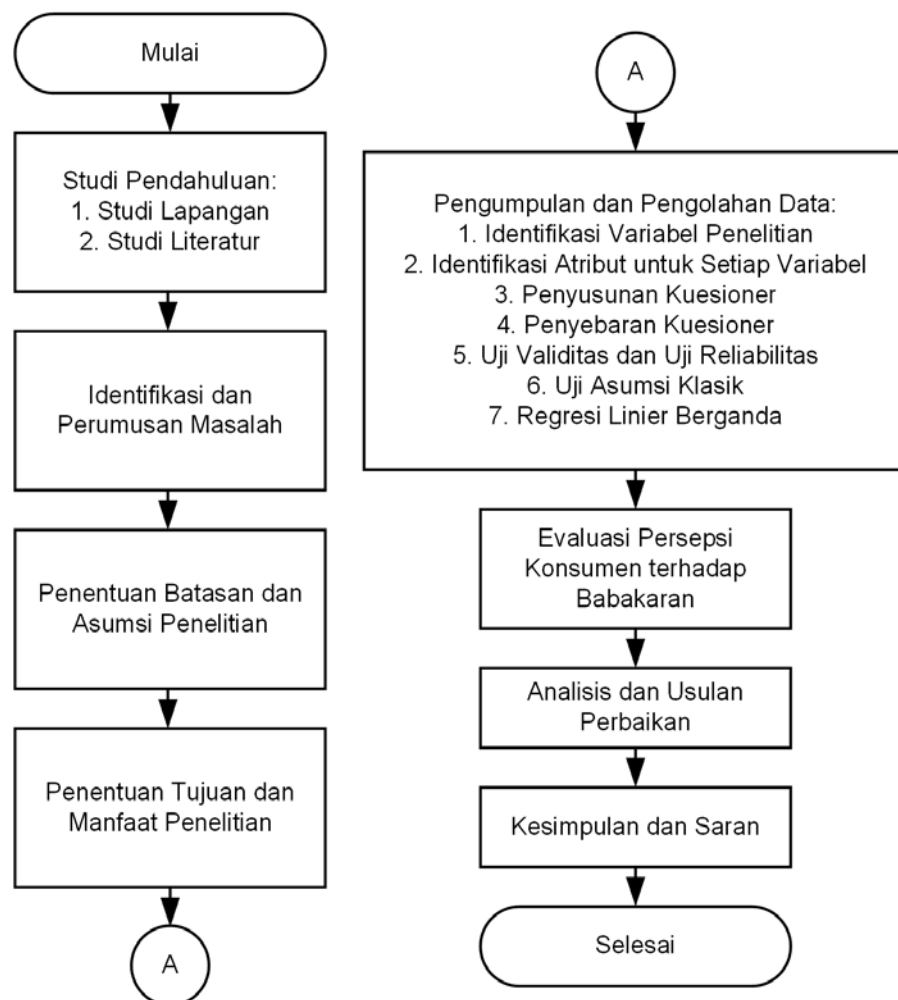 Mulai
Studi Pendahuluan:
1. Studi Lapangan
2. Studi Literatur
Identifikasi dan
Perumusan Masalah
Penentuan Batasan dan
Asumsi Penelitian
Penentuan Tujuan dan
Manfaat Penelitian
A
A
Pengumpulan dan Pengolahan Data:
1. Identifikasi Variabel Penelitian
2. Identifikasi Atribut untuk Setiap Variabel
3. Penyusunan Kuesioner
4. Penyebaran Kuesioner
5. Uji Validitas dan Uji Reliabilitas
6. Uji Asumsi Klasik
7. Regresi Linier Berganda
Evaluasi Persepsi
Konsumen terhadap
Babakaran
Analisis dan Usulan
Perbaikan
Kesimpulan dan Saran
Selesai